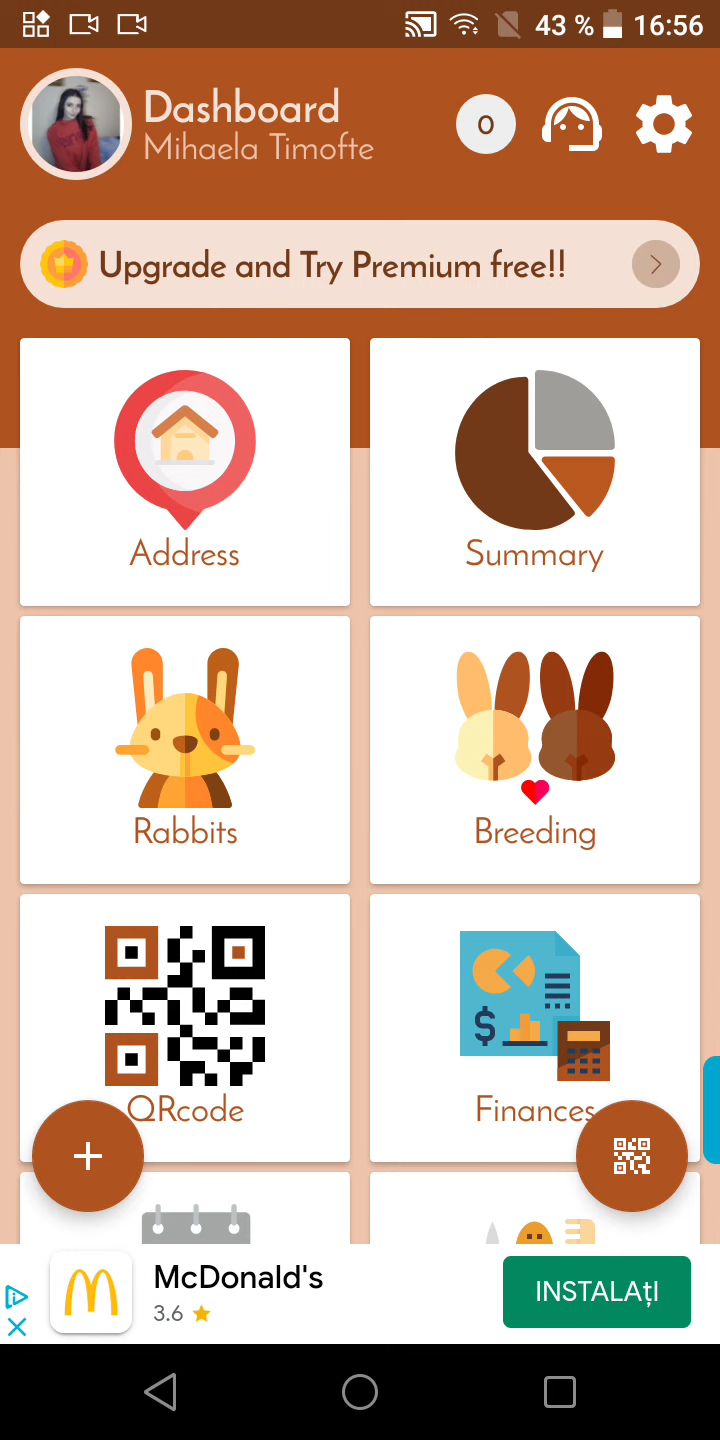 43 % 16:56
Dashboard
Mihaela Timofte
0
Upgrade and Try Premium free!!
Address
Summary
Rabbits
Breeding
QRcode
Finances
McDonald's
3.6
INSTALAțI